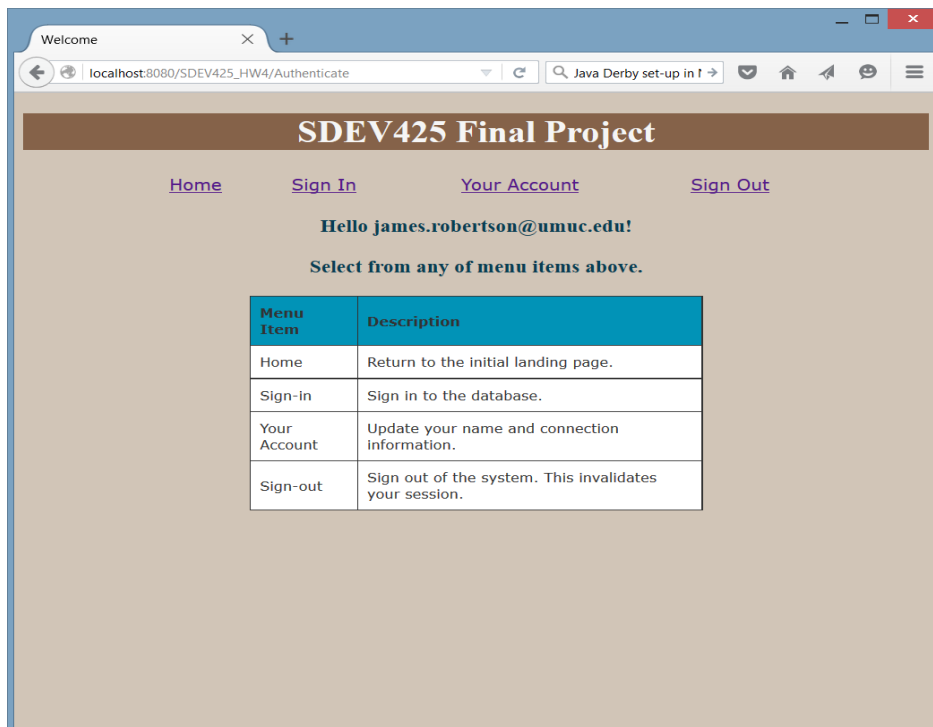 Welcome
localhost:8080/SDEV425_HW4/Authenticate
Java Derby set-up in
SDEV425 Final Project
Home Sign In Your Account Sign Out
Hello james.robertson@umuc.edu!
Select from any of menu items above.
Menu
Item
Description
Home
Return to the initial landing page.
Sign-in
Sign in to the database.
Your
Account
Update your name and connection
information.
Sign-out
Sign out of the system. This invalidates
your session.